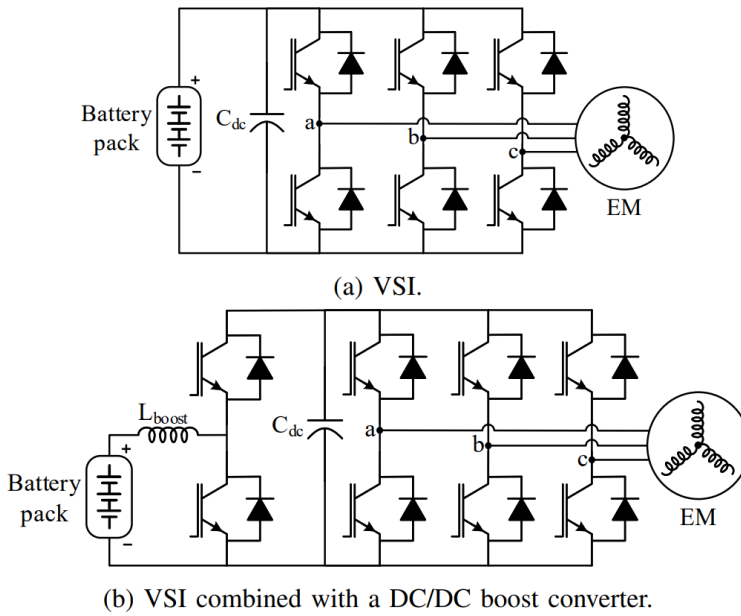 +
Battery
pack
−
C_dc
a
b
c
EM
(a) VSI.
L_boost
+
Battery
pack
−
C_dc
a
b
c
EM
(b) VSI combined with a DC/DC boost converter.